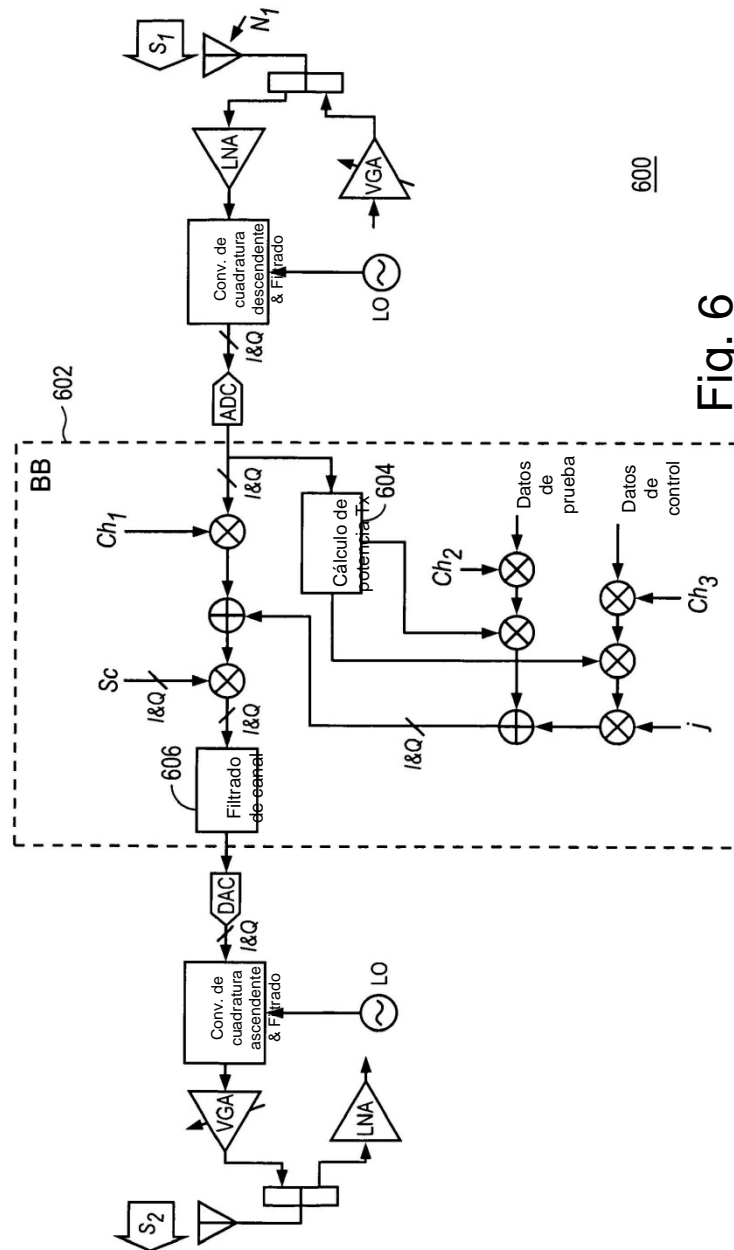 S1
N1
LNA
VGA
Conv. de
cuadratura
descendente
& Filtrado
LO
I&Q
ADC
602
BB
I&Q
I&Q
Ch1
Cálculo de
potencia Tx
604
Ch2
Datos
de
prueba
Datos
de
control
Ch3
j
I&Q
Sc
I&Q
I&Q
606
Filtrado
de canal
DAC
I&Q
Conv. de
cuadratura
ascendente
& Filtrado
LO
VGA
LNA
S2
600
Fig. 6